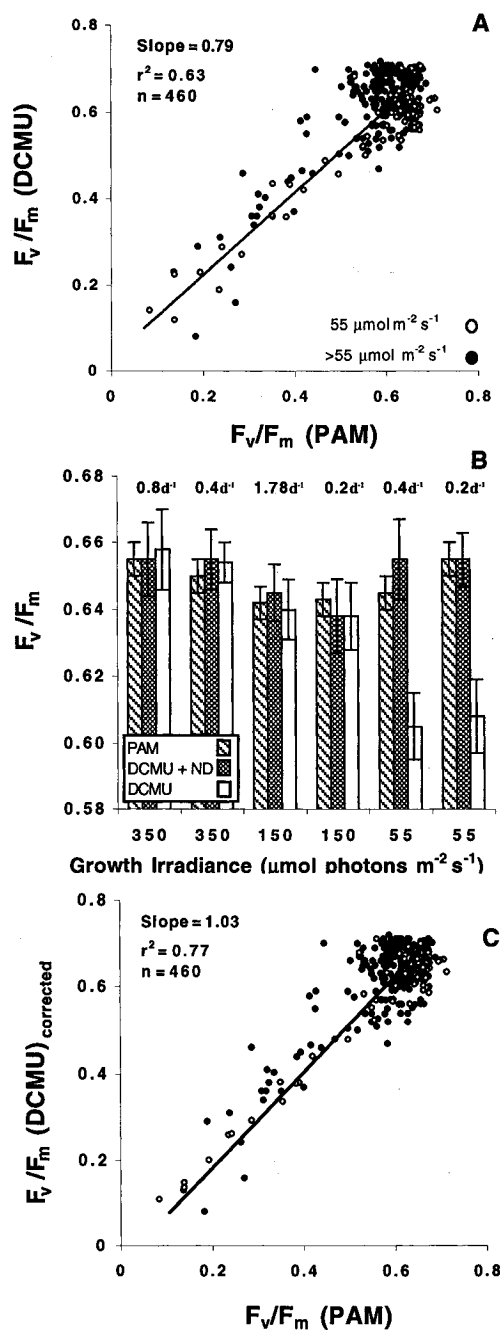 A
Slope = 0.79
r² = 0.63
n = 460
0.8
0.6
0.4
0.2
0
Fᵥ/Fₘ (DCMU)
55 μmol m⁻² s⁻¹
>55 μmol m⁻² s⁻¹
0 0.2 0.4 0.6 0.8
Fᵥ/Fₘ (PAM)
B
0.68
0.66
0.64
0.62
0.60
0.58
Fᵥ/Fₘ
0.8d⁻¹ 0.4d⁻¹ 1.78d⁻¹ 0.2d⁻¹ 0.4d⁻¹ 0.2d⁻¹
PAM
DCMU + ND
DCMU
350 350 150 150 55 55
Growth Irradiance (μmol photons m⁻² s⁻¹)
C
Slope = 1.03
r² = 0.77
n = 460
0.8
0.6
0.4
0.2
0
Fᵥ/Fₘ (DCMU)corrected
0 0.2 0.4 0.6 0.8
Fᵥ/Fₘ (PAM)